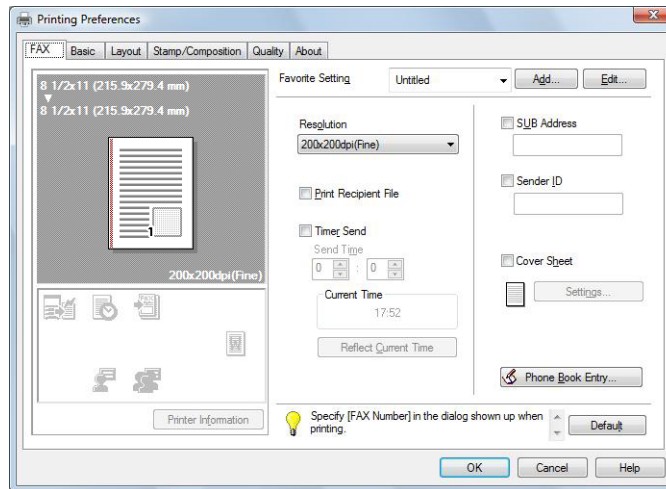 Printing Preferences
FAX Basic Layout Stamp/Composition Quality About
8 1/2x11 (215.9x279.4 mm)
8 1/2x11 (215.9x279.4 mm)
1
200x200dpi(Fine)
Printer Information
Favorite Setting Untitled Add... Edit...
Resolution
200x200dpi(Fine)
Print Recipient File
Timer Send
Send Time
0 : 0
Current Time
17:52
Reflect Current Time
SUB Address
Sender ID
Cover Sheet
Settings...
Phone Book Entry...
Specify [FAX Number] in the dialog shown up when
printing.
Default
OK Cancel Help